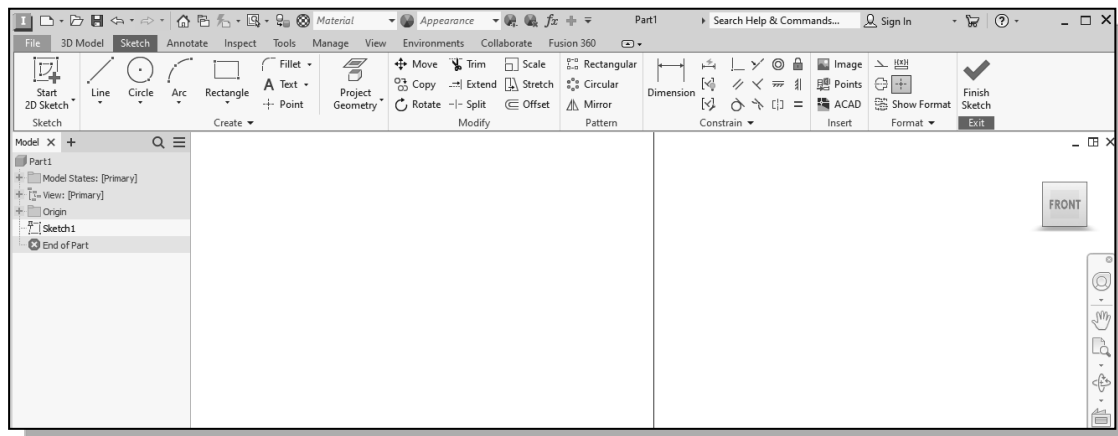 I Material Appearance fx Part1 Search Help & Commands... Sign In
File 3D Model Sketch Annotate Inspect Tools Manage View Environments Collaborate Fusion 360
Start 2D Sketch
Line
Circle
Arc
Rectangle
Fillet
A Text
Point
Project Geometry
Move
Copy
Rotate
Trim
Extend
Split
Scale
Stretch
Offset
Rectangular
Circular
Mirror
Dimension
Image
Points
ACAD
Show Format
Finish Sketch
Sketch Create Modify Pattern Constrain Insert Format Exit
Model
Part1
Model States: [Primary]
View: [Primary]
Origin
Sketch1
End of Part
FRONT